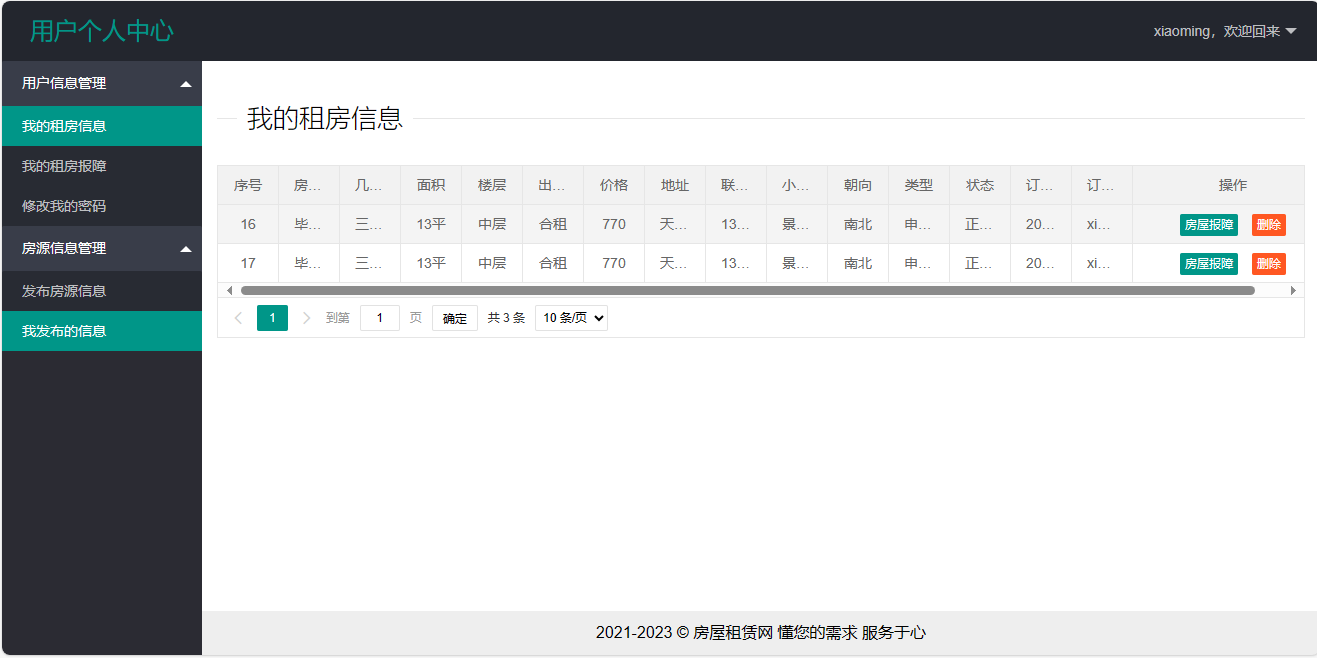 用户个人中心
xiaoming，欢迎回来
用户信息管理
我的租房信息
我的租房报障
修改我的密码
房源信息管理
发布房源信息
我发布的信息
我的租房信息
序号 房... 几... 面积 楼层 出... 价格 地址 联... 小... 朝向 类型 状态 订... 订... 操作
16 毕... 三... 13平 中层 合租 770 天... 13... 景... 南北 申... 正... 20... xi... 房屋报障 删除
17 毕... 三... 13平 中层 合租 770 天... 13... 景... 南北 申... 正... 20... xi... 房屋报障 删除
1 到第 1 页 确定 共 3 条 10 条/页
2021-2023 © 房屋租赁网 懂您的需求 服务于心